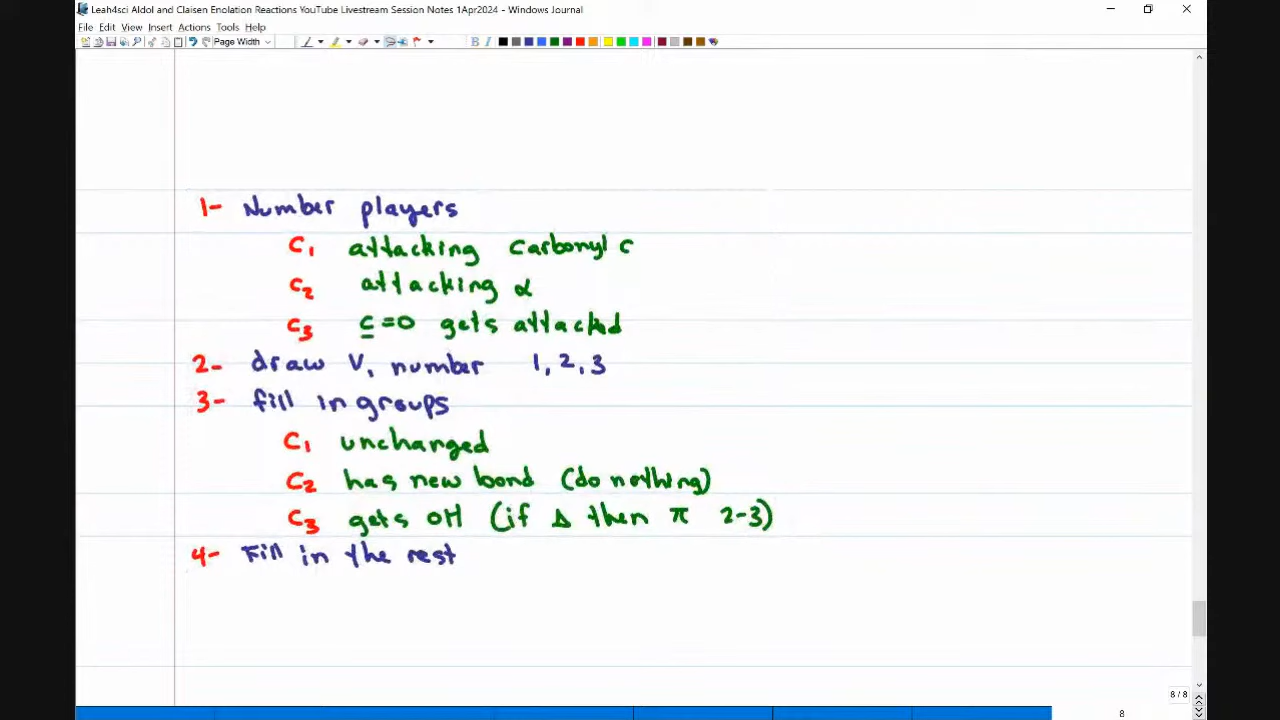 Leah4sci Aldol and Claisen Enolation Reactions YouTube Livestream Session Notes 1Apr2024 - Windows Journal
File Edit View Insert Actions Tools Help
Page Width
1- Number players
C1 attacking carbonyl c
C2 attacking α
C3 C=O gets attacked
2- draw V, number 1, 2, 3
3- fill in groups
C1 unchanged
C2 has new bond (do nothing)
C3 gets OH (if Δ then π 2-3)
4- Fill in the rest
8 / 8
8